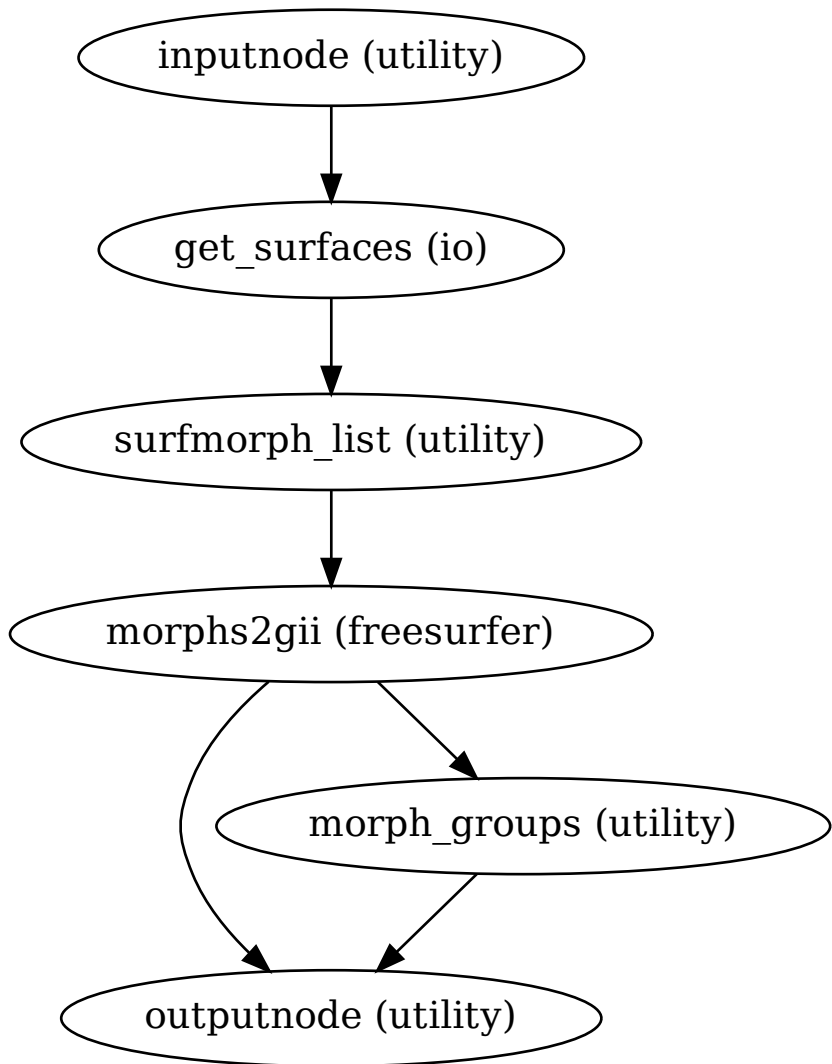 inputnode (utility)
get_surfaces (io)
surfmorph_list (utility)
morphs2gii (freesurfer)
morph_groups (utility)
outputnode (utility)